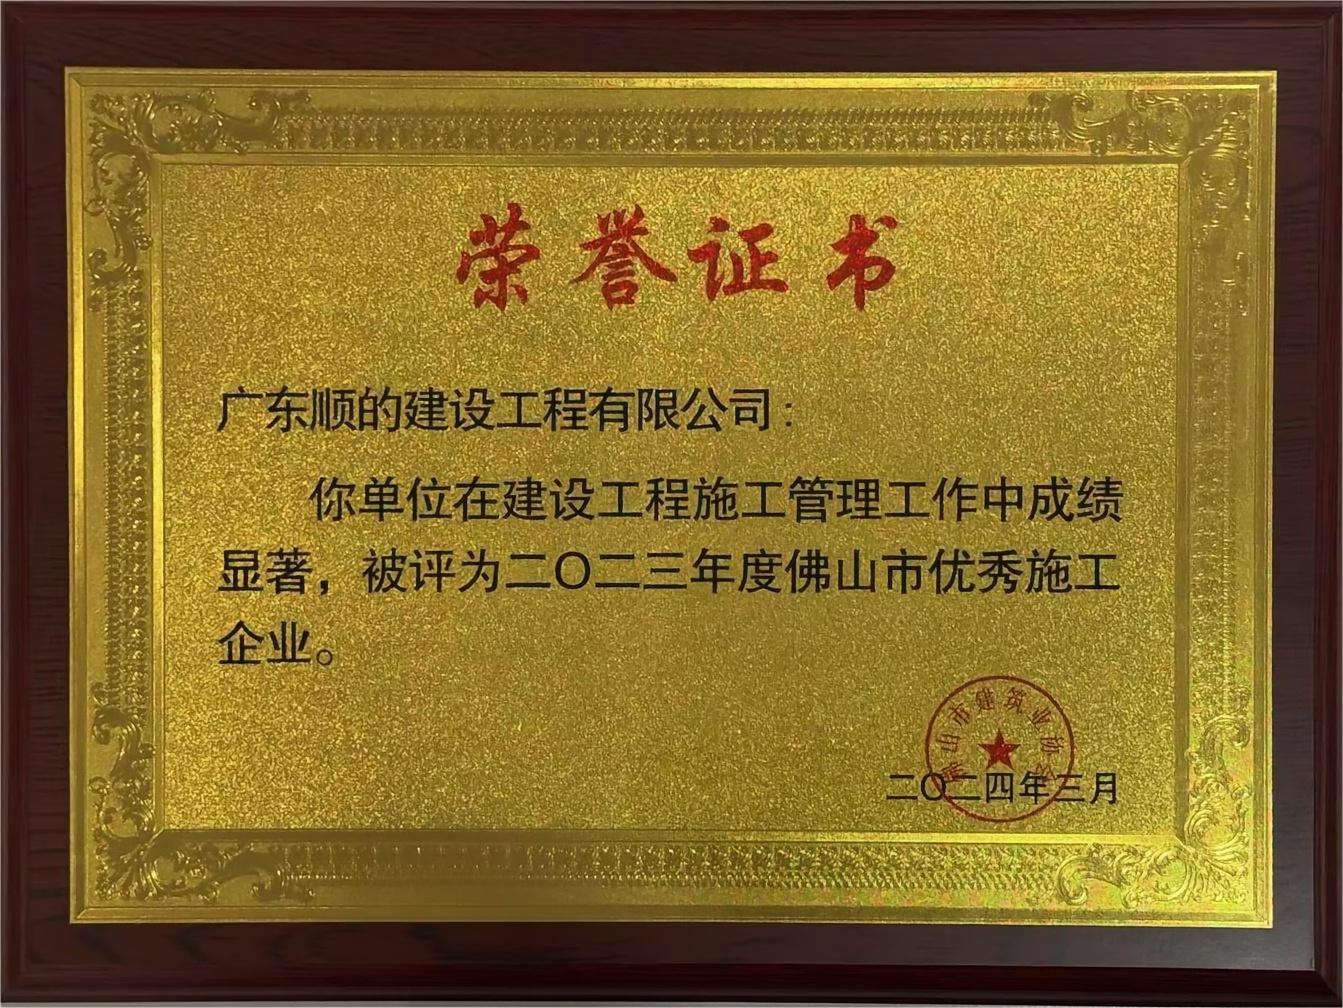 荣誉证书
广东顺的建设工程有限公司：
你单位在建设工程施工管理工作中成绩
显著，被评为二〇二三年度佛山市优秀施工
企业。
佛山市建筑业协会
二〇二四年三月